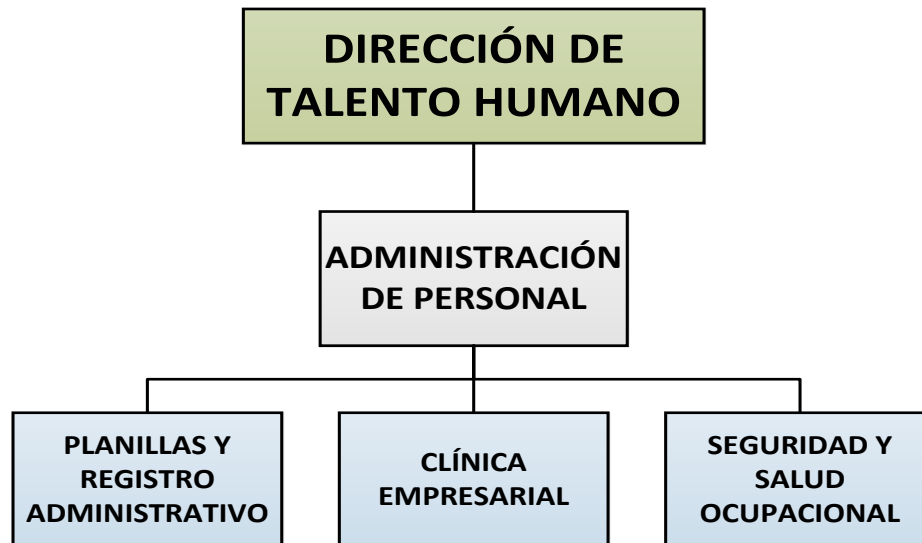 DIRECCIÓN DE
TALENTO HUMANO
ADMINISTRACIÓN
DE PERSONAL
PLANILLAS Y
REGISTRO
ADMINISTRATIVO
CLÍNICA
EMPRESARIAL
SEGURIDAD Y
SALUD
OCUPACIONAL